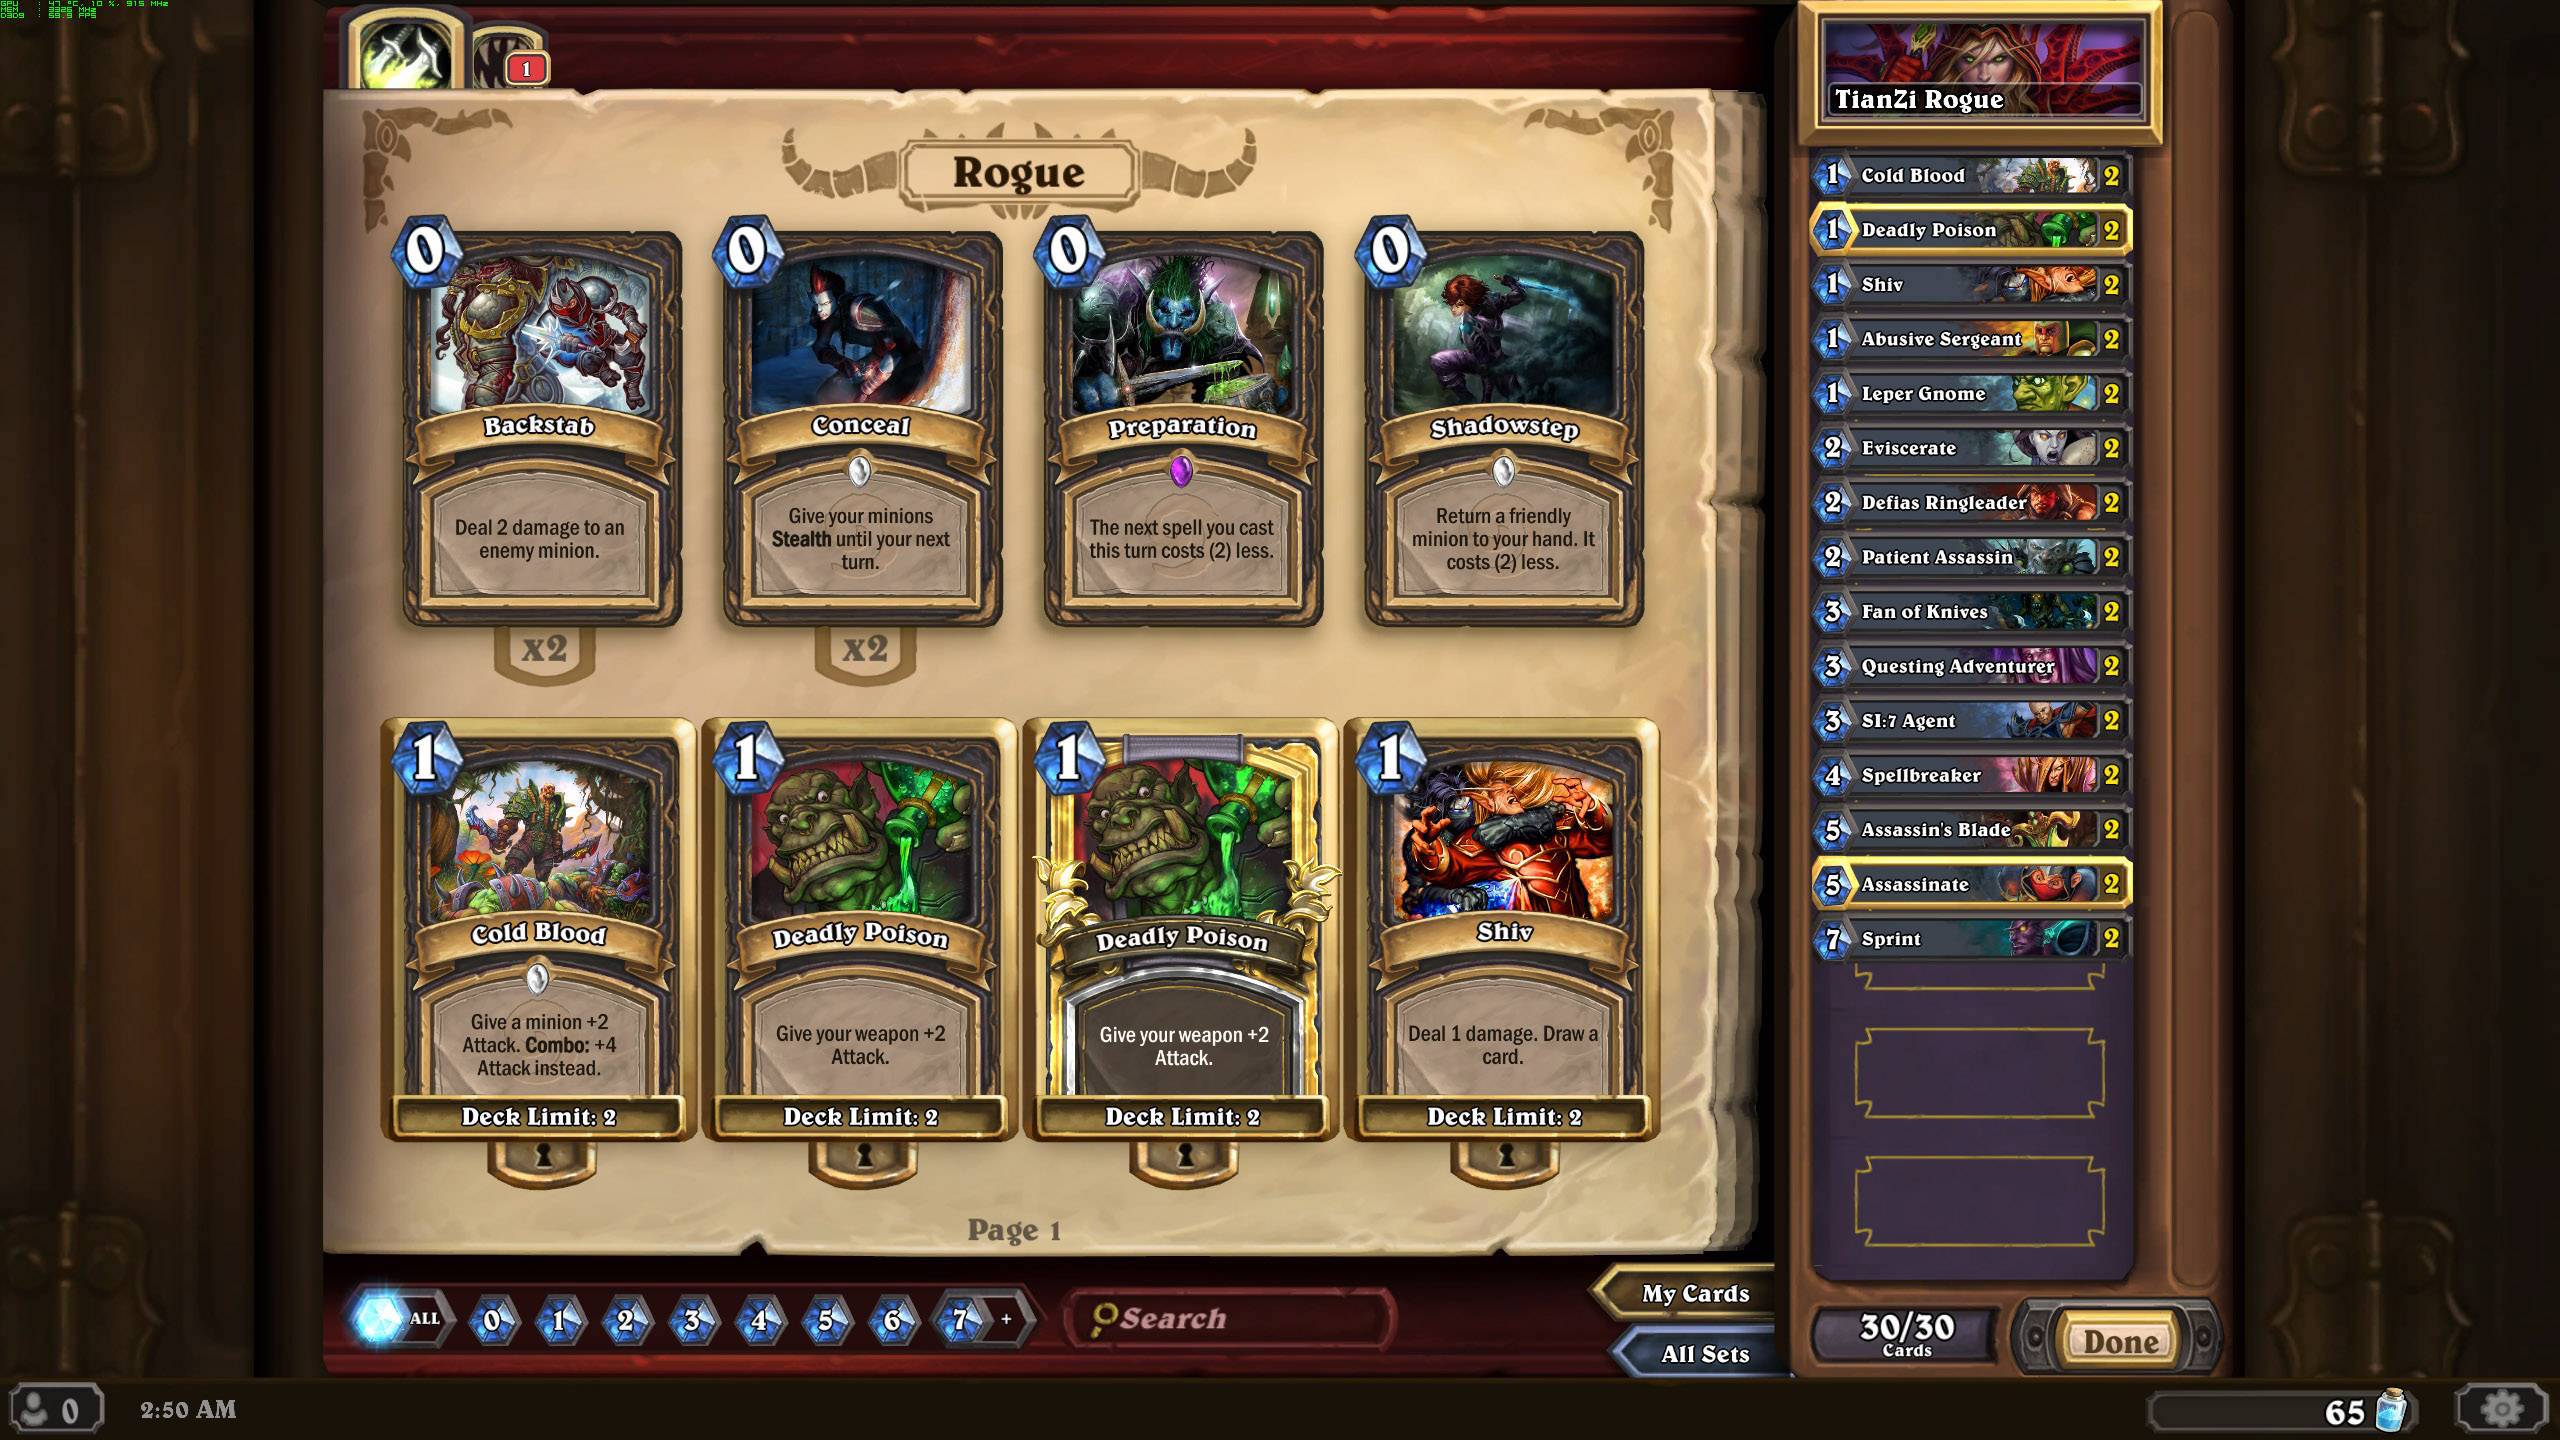 GPU : 47 °C, 10 %, 915 MHz
D3D9 : 59.9 FPS
1
TianZi Rogue
Rogue
0
0
0
0
Backstab
Conceal
Preparation
Shadowstep
Deal 2 damage to an
enemy minion.
Give your minions
Stealth until your next
turn.
The next spell you cast
this turn costs (2) less.
Return a friendly
minion to your hand. It
costs (2) less.
x2
x2
1
1
1
1
Cold Blood
Deadly Poison
Deadly Poison
Shiv
Give a minion +2
Attack. Combo: +4
Attack instead.
Give your weapon +2
Attack.
Give your weapon +2
Attack.
Deal 1 damage. Draw a
card.
Deck Limit: 2
Deck Limit: 2
Deck Limit: 2
Deck Limit: 2
Page 1
ALL 0 1 2 3 4 5 6 7 +
Search
My Cards
All Sets
1 Cold Blood 2
1 Deadly Poison 2
1 Shiv 2
1 Abusive Sergeant 2
1 Leper Gnome 2
2 Eviscerate 2
2 Defias Ringleader 2
2 Patient Assassin 2
3 Fan of Knives 2
3 Questing Adventurer 2
3 SI:7 Agent 2
4 Spellbreaker 2
5 Assassin's Blade 2
5 Assassinate 2
7 Sprint 2
30/30
Cards
Done
0
2:50 AM
65